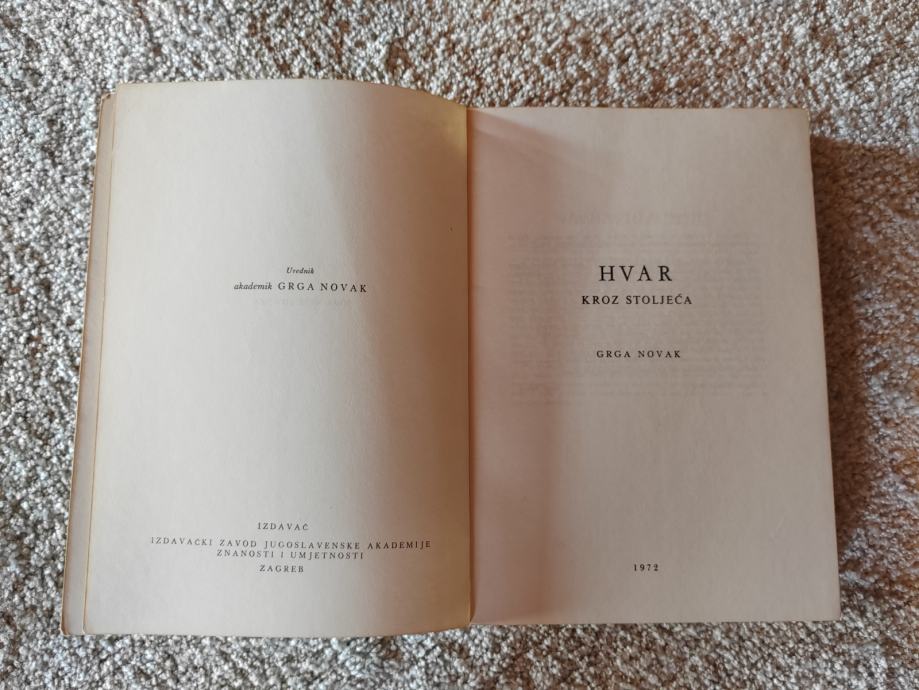 Urednik
akademik GRGA NOVAK
IZDAVAČ
IZDAVAČKI ZAVOD JUGOSLAVENSKE AKADEMIJE
ZNANOSTI I UMJETNOSTI
ZAGREB
HVAR
KROZ STOLJEĆA
GRGA NOVAK
1972